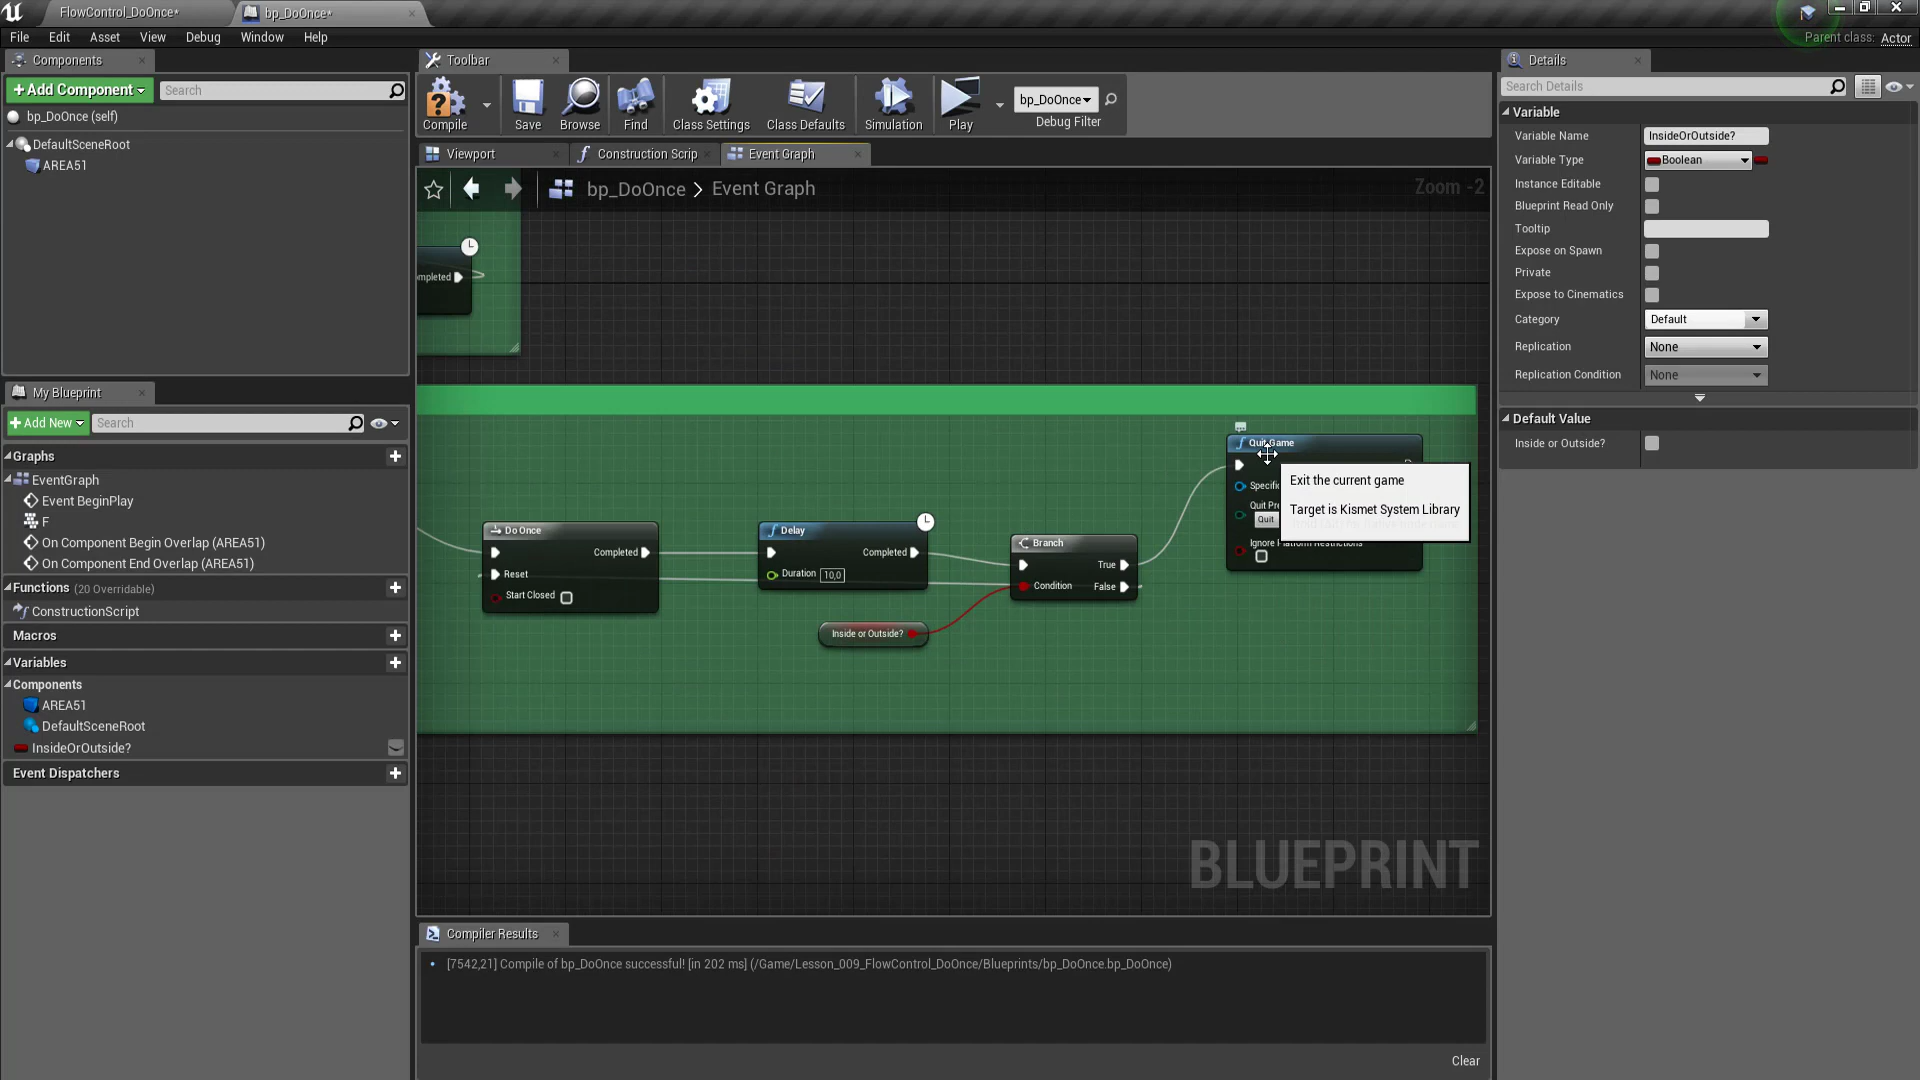 FlowControl_DoOnce*
bp_DoOnce*
File Edit Asset View Debug Window Help
Parent class: Actor
Components
+Add Component
Search
bp_DoOnce (self)
DefaultSceneRoot
AREA51
My Blueprint
+Add New
Search
Graphs
EventGraph
Event BeginPlay
F
On Component Begin Overlap (AREA51)
On Component End Overlap (AREA51)
Functions (20 Overridable)
ConstructionScript
Macros
Variables
Components
AREA51
DefaultSceneRoot
InsideOrOutside?
Event Dispatchers
Toolbar
Compile
Save
Browse
Find
Class Settings
Class Defaults
Simulation
Play
bp_DoOnce
Debug Filter
Viewport
Construction Scrip
Event Graph
bp_DoOnce > Event Graph
Zoom -2
mpleted
Do Once
Completed
Reset
Start Closed
Delay
Completed
Duration 10,0
Inside or Outside?
Branch
True
Condition
False
Quit Game
Specific
Quit Pr
Quit
Ignore Platform Restrictions
Exit the current game
Target is Kismet System Library
BLUEPRINT
Compiler Results
• [7542,21] Compile of bp_DoOnce successful! [in 202 ms] (/Game/Lesson_009_FlowControl_DoOnce/Blueprints/bp_DoOnce.bp_DoOnce)
Clear
Details
Search Details
Variable
Variable Name InsideOrOutside?
Variable Type Boolean
Instance Editable
Blueprint Read Only
Tooltip
Expose on Spawn
Private
Expose to Cinematics
Category Default
Replication None
Replication Condition None
Default Value
Inside or Outside?